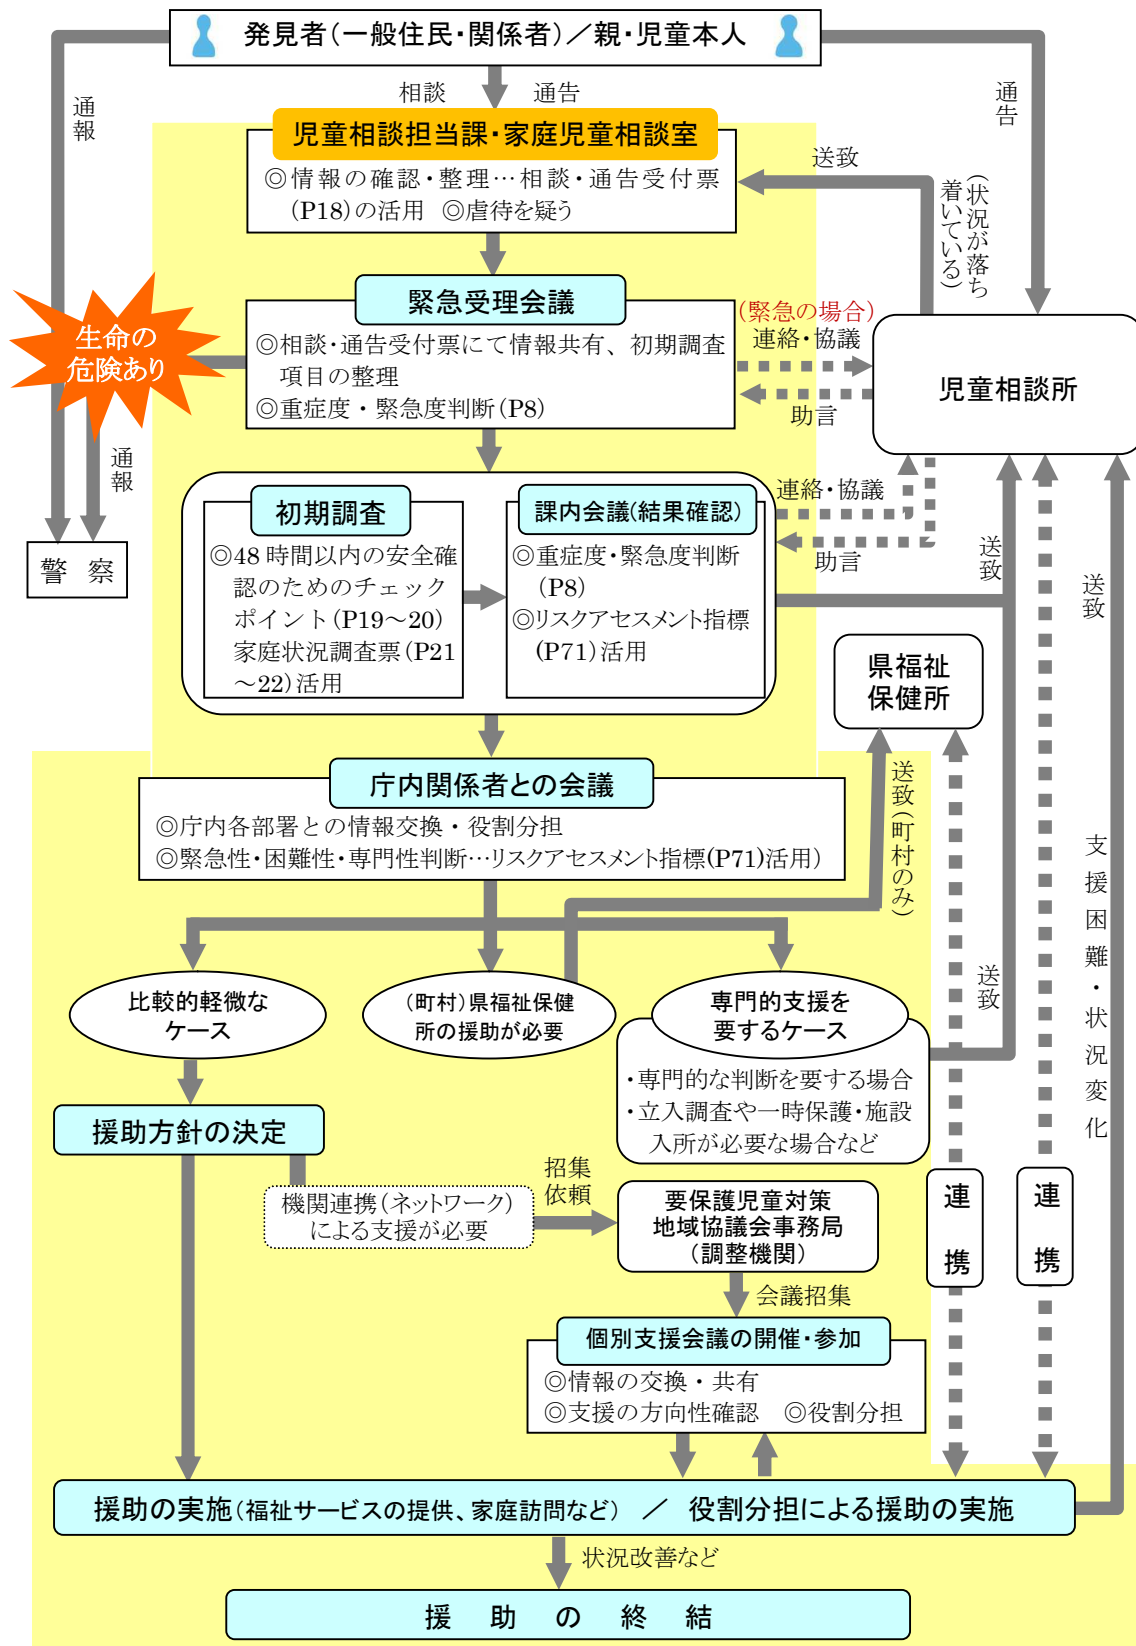 発見者(一般住民・関係者)／親・児童本人
通報
相談　通告
通告
児童相談担当課・家庭児童相談室
◎情報の確認・整理…相談・通告受付票
(P18)の活用　◎虐待を疑う
送致
(状況が落ち
着いている)
緊急受理会議
◎相談・通告受付票にて情報共有、初期調査
項目の整理
◎重症度・緊急度判断(P8)
生命の
危険あり
通報
警　察
(緊急の場合)
連絡・協議
助言
児童相談所
初期調査
◎48 時間以内の安全確
認のためのチェック
ポイント(P19～20)
家庭状況調査票(P21
～22)活用
課内会議(結果確認)
◎重症度・緊急度判断
(P8)
◎リスクアセスメント指標
(P71)活用
連絡・協議
助言
送致
送致
県福祉
保健所
庁内関係者との会議
◎庁内各部署との情報交換・役割分担
◎緊急性・困難性・専門性判断…リスクアセスメント指標(P71)活用)
送致(町村のみ)
支援困難・状況変化
比較的軽微な
ケース
(町村)県福祉保健
所の援助が必要
専門的支援を
要するケース
・専門的な判断を要する場合
・立入調査や一時保護・施設
入所が必要な場合など
送致
援助方針の決定
機関連携(ネットワーク)
による支援が必要
招集
依頼
要保護児童対策
地域協議会事務局
(調整機関)
連　携
連　携
会議招集
個別支援会議の開催・参加
◎情報の交換・共有
◎支援の方向性確認　◎役割分担
援助の実施(福祉サービスの提供、家庭訪問など)　／　役割分担による援助の実施
状況改善など
援　助　の　終　結